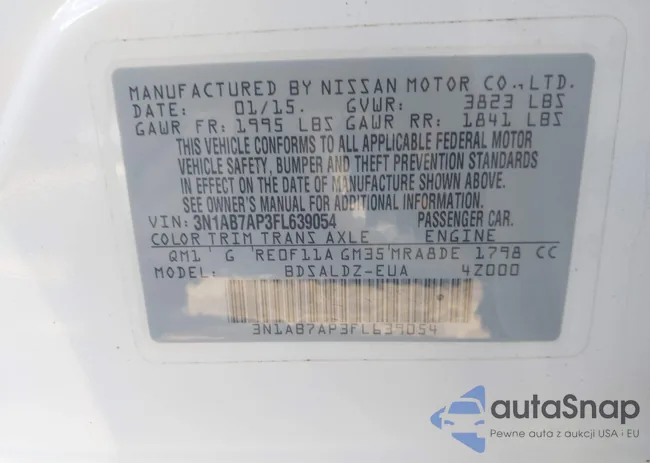 MANUFACTURED BY NISSAN MOTOR CO.,LTD.
DATE: 01/15. GVWR: 3823 LBS
GAWR FR: 1995 LBS GAWR RR: 1841 LBS
THIS VEHICLE CONFORMS TO ALL APPLICABLE FEDERAL MOTOR
VEHICLE SAFETY, BUMPER AND THEFT PREVENTION STANDARDS
IN EFFECT ON THE DATE OF MANUFACTURE SHOWN ABOVE.
SEE OWNER'S MANUAL FOR ADDITIONAL INFORMATION.
VIN: 3N1AB7AP3FL639054 PASSENGER CAR.
COLOR TRIM TRANS AXLE ENGINE
QM1 G RE0F11A GM35 MRA8DE 1798 CC
MODEL: BDSALDZ-EUA 4Z000
3N1AB7AP3FL639054
autaSnap
Pewne auta z aukcji USA i EU